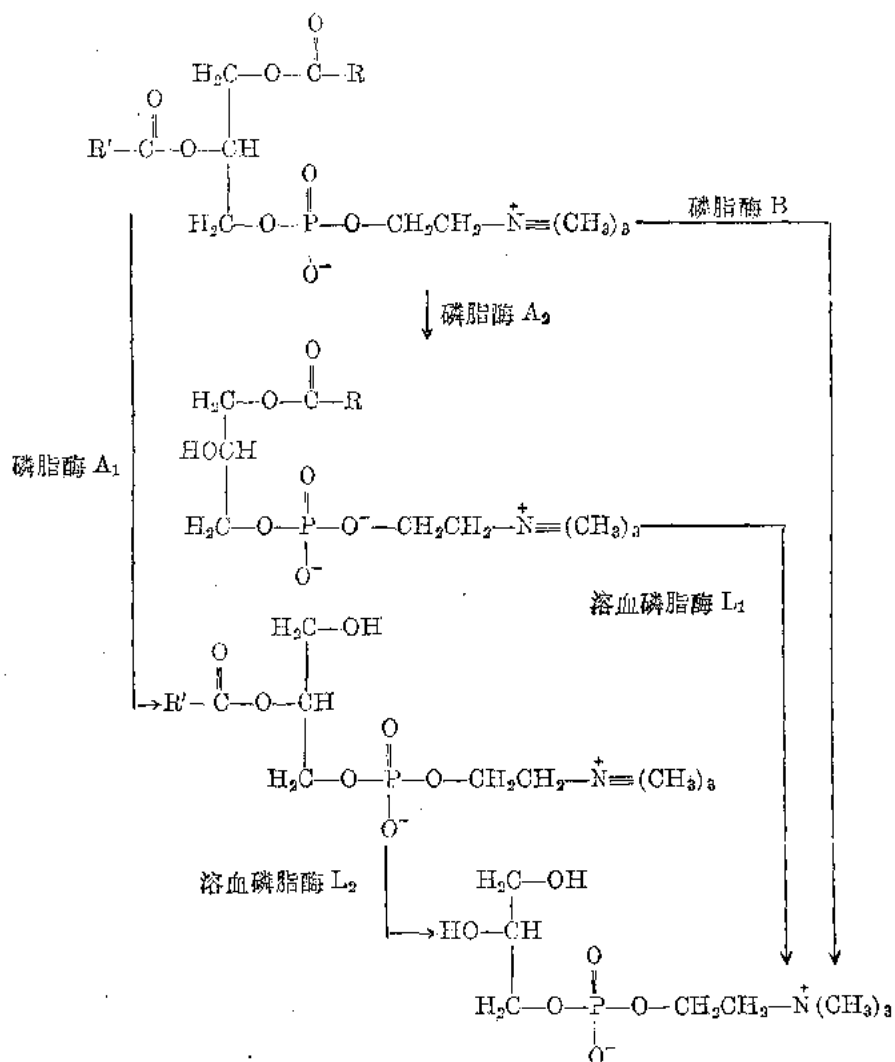 O
H₂C—O—C—R
O
R'—C—O—CH
O
H₂C—O—P—O—CH₂CH₂—N≡(CH₃)₃
+
O⁻
磷脂酶 B
磷脂酶 A₂
O
H₂C—O—C—R
HOCH
O
H₂C—O—P—O⁻—CH₂CH₂—N≡(CH₃)₃
+
O⁻
磷脂酶 A₁
溶血磷脂酶 L₁
H₂C—OH
O
R'—C—O—CH
O
H₂C—O—P—O—CH₂CH₂—N≡(CH₃)₃
+
O⁻
溶血磷脂酶 L₂
H₂C—OH
HO—CH
O
H₂C—O—P—O—CH₂CH₂—N(CH₃)₃
+
O⁻